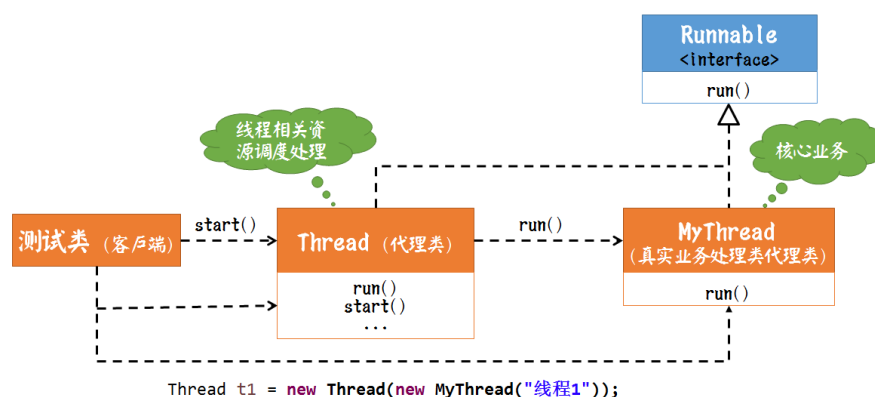 Runnable
<interface>
run()
线程相关资
源调度处理
核心业务
测试类（客户端）
start()
Thread（代理类）
run()
MyThread
（真实业务处理类代理类）
run()
start()
...
run()
Thread t1 = new Thread(new MyThread("线程1"));